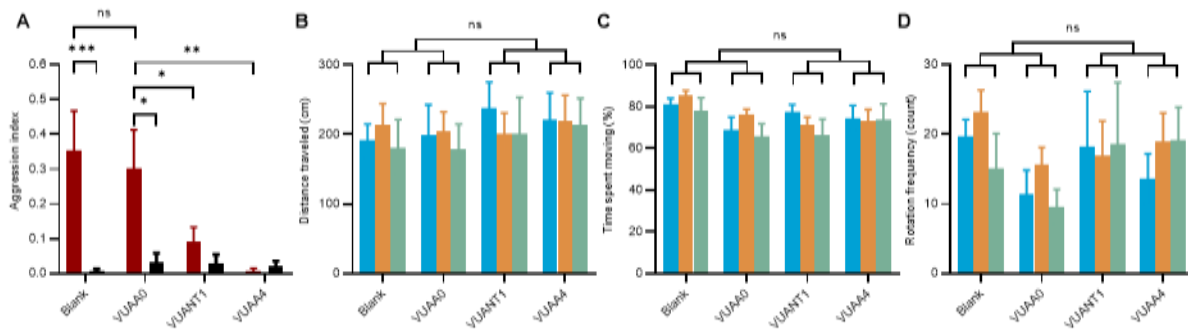 A
ns
***
**
*
*
Aggression index
0.6
0.5
0.4
0.3
0.2
0.1
0.0
Blank
VUAA0
VUANT1
VUAA4
B
ns
Distance traveled (cm)
300
200
100
0
Blank
VUAA0
VUANT1
VUAA4
C
ns
Time spent moving (%)
100
80
60
40
20
0
Blank
VUAA0
VUANT1
VUAA4
D
ns
Rotation frequency (count)
30
20
10
0
Blank
VUAA0
VUANT1
VUAA4